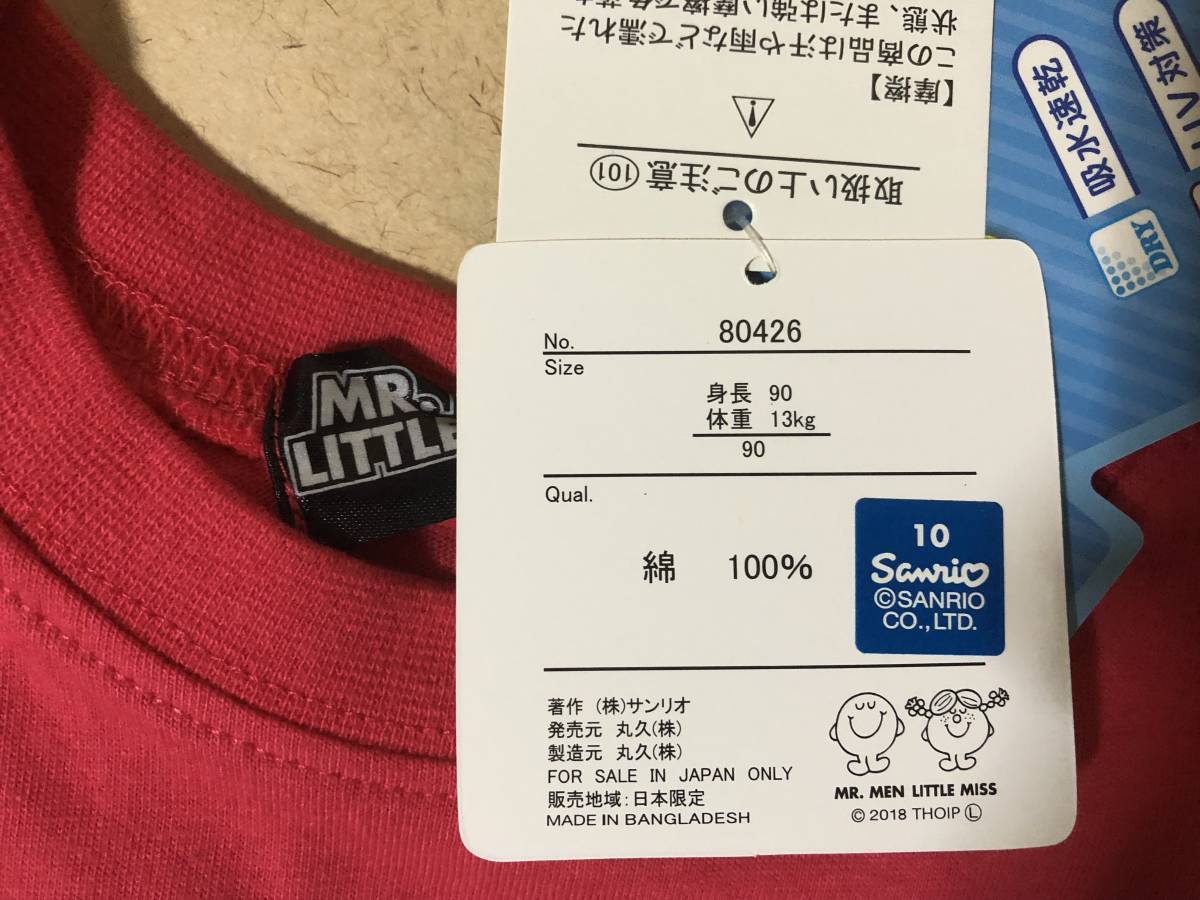 No. 80426
Size
身長 90
体重 13kg
90
Qual.
綿 100%
10
Sanrio
©SANRIO
CO.,LTD.
著作 (株)サンリオ
発売元 丸久(株)
製造元 丸久(株)
FOR SALE IN JAPAN ONLY
販売地域:日本限定
MADE IN BANGLADESH
MR. MEN LITTLE MISS
© 2018 THOIP Ⓛ
MR.
LITTLE
取扱い上のご注意 101
【摩擦】
この商品は汗や雨などで濡れた
状態、または強い摩擦で
吸水速乾
DRY
UV対策